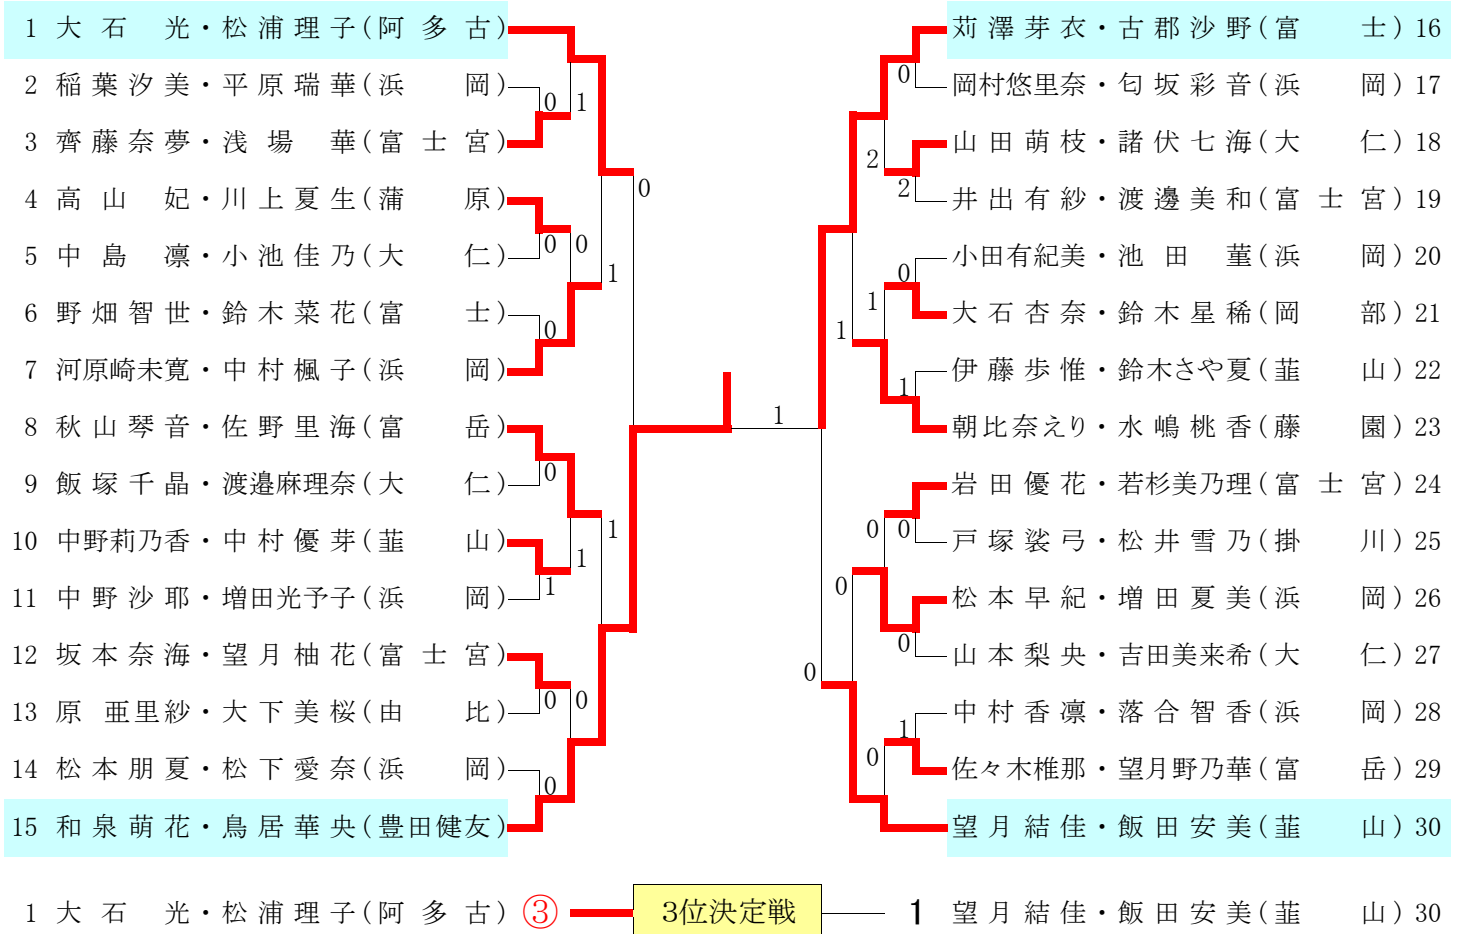 1 大石 光・松浦理子(阿多古)
2 稲葉汐美・平原瑞華(浜 岡)
0 1
3 齊藤奈夢・浅場 華(富士宮)
0
4 高山 妃・川上夏生(蒲 原)
0 0
5 中島 凛・小池佳乃(大 仁)
1
6 野畑智世・鈴木菜花(富 士)
0
7 河原崎未寛・中村楓子(浜 岡)
8 秋山琴音・佐野里海(富 岳)
0
9 飯塚千晶・渡邉麻理奈(大 仁)
1
10 中野莉乃香・中村優芽(韮 山)
1 1
11 中野沙耶・増田光予子(浜 岡)
12 坂本奈海・望月柚花(富士宮)
0 0
13 原 亜里紗・大下美桜(由 比)
14 松本朋夏・松下愛奈(浜 岡)
0
15 和泉萌花・鳥居華央(豊田健友)
1
苅澤芽衣・古郡沙野(富 士) 16
0
岡村悠里奈・匂坂彩音(浜 岡) 17
山田萌枝・諸伏七海(大 仁) 18
2 2
井出有紗・渡邊美和(富士宮) 19
小田有紀美・池田 菫(浜 岡) 20
0 1
大石杏奈・鈴木星稀(岡 部) 21
1
伊藤歩惟・鈴木さや夏(韮 山) 22
1
朝比奈えり・水嶋桃香(藤 園) 23
岩田優花・若杉美乃理(富士宮) 24
0 0
戸塚裟弓・松井雪乃(掛 川) 25
0
松本早紀・増田夏美(浜 岡) 26
0
山本梨央・吉田美来希(大 仁) 27
0
中村香凛・落合智香(浜 岡) 28
1
0
佐々木椎那・望月野乃華(富 岳) 29
望月結佳・飯田安美(韮 山) 30
1 大石 光・松浦理子(阿多古) ③ 3位決定戦 1 望月結佳・飯田安美(韮 山) 30